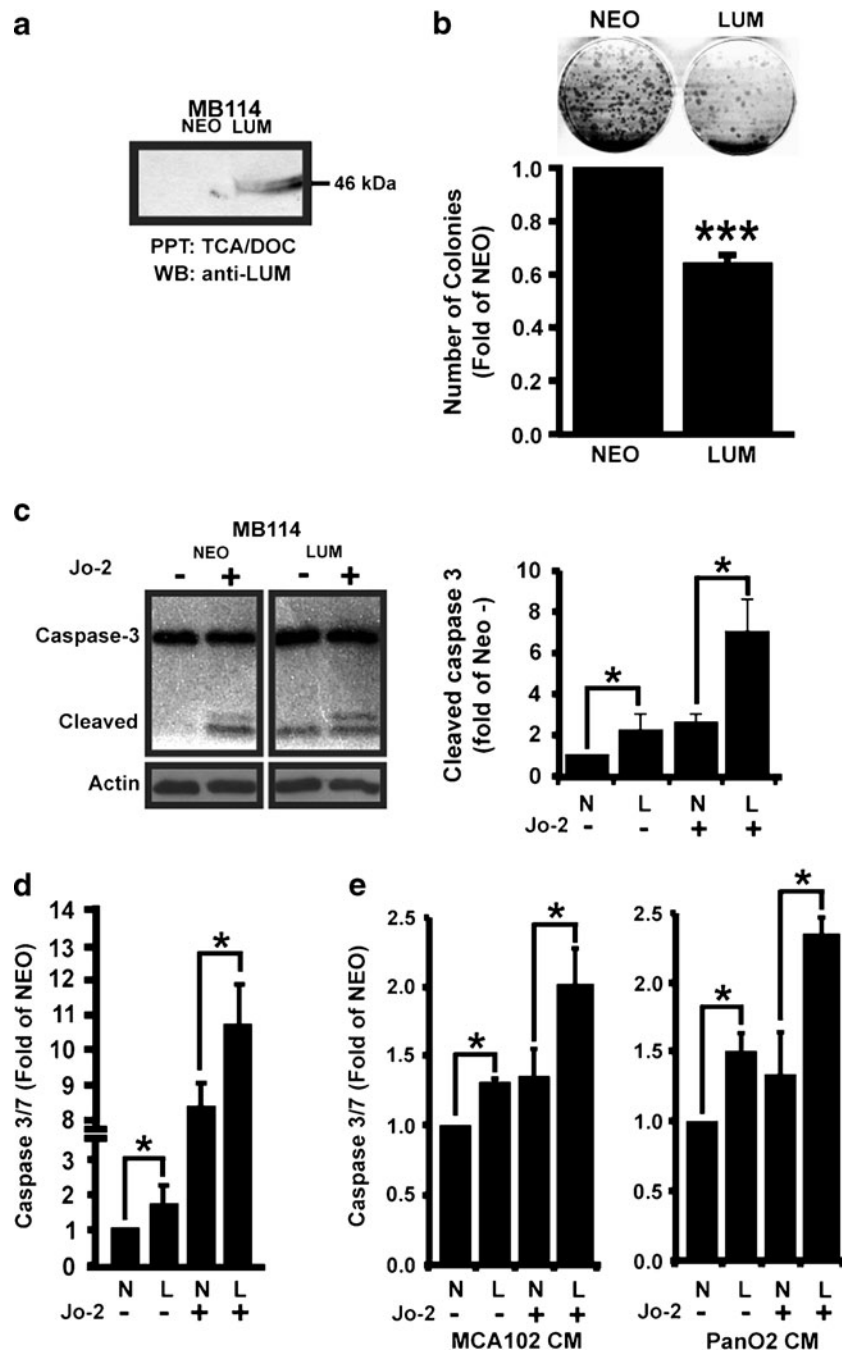 a
MB114
NEO LUM
46 kDa
PPT: TCA/DOC
WB: anti-LUM
b
NEO LUM
Number of Colonies
(Fold of NEO)
1.0
0.8
0.6
0.4
0.2
0.0
***
NEO LUM
c
MB114
NEO LUM
Jo-2 - + - +
Caspase-3
Cleaved
Actin
Cleaved caspase 3
(fold of Neo -)
10
8
6
4
2
0
* *
N L N L
Jo-2 - - + +
d
Caspase 3/7 (Fold of NEO)
14
13
12
11
10
9
8
3
2
1
0
* *
N L N L
Jo-2 - - + +
e
Caspase 3/7 (Fold of NEO)
2.5
2.0
1.5
1.0
0.5
0.0
* *
N L N L
Jo-2 - - + +
MCA102 CM
2.5
2.0
1.5
1.0
0.5
0.0
* *
N L N L
- - + +
PanO2 CM